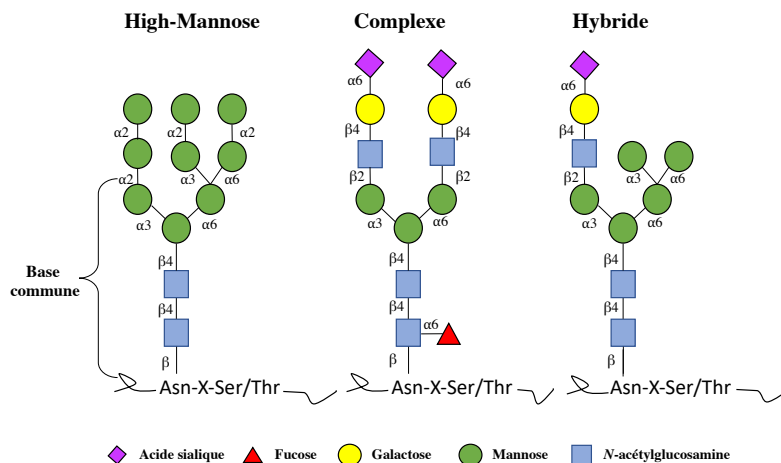 High-Mannose Complexe Hybride
α6 α6 α6
α2 α2 α2 β4 β4 β4
α2 α3 α6 β2 β2 β2 α3 α6
α3 α6 α3 α6 α3 α6
β4 β4 β4
Base
commune
β4 β4 β4
α6
β β β
Asn-X-Ser/Thr Asn-X-Ser/Thr Asn-X-Ser/Thr
Acide sialique Fucose Galactose Mannose N-acétylglucosamine